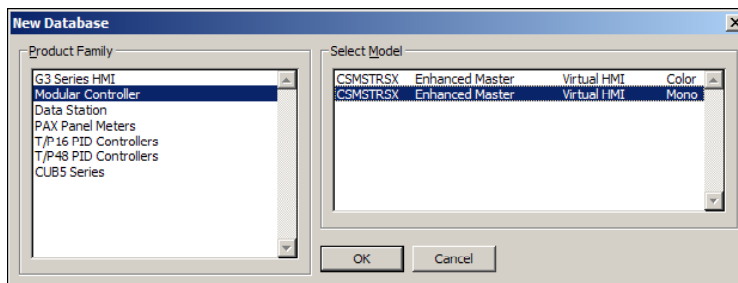 New Database
Product Family
G3 Series HMI
Modular Controller
Data Station
PAX Panel Meters
T/P16 PID Controllers
T/P48 PID Controllers
CUB5 Series
Select Model
CSMSTRSX Enhanced Master Virtual HMI Color
CSMSTRSX Enhanced Master Virtual HMI Mono
OK Cancel